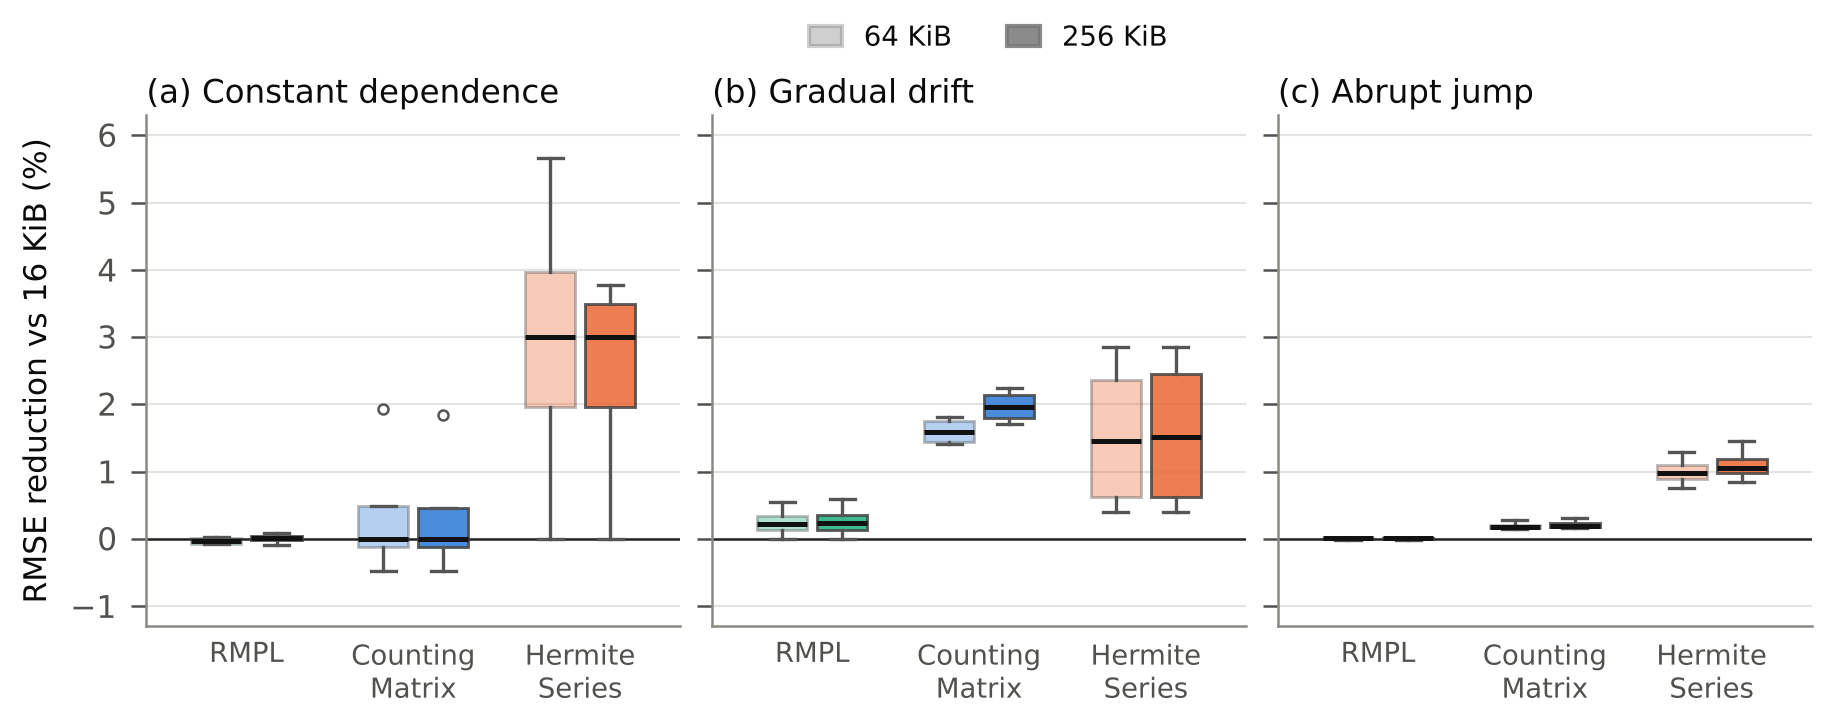 64 KiB 256 KiB
(a) Constant dependence
(b) Gradual drift
(c) Abrupt jump
RMSE reduction vs 16 KiB (%)
6
5
4
3
2
1
0
−1
RMPL
Counting
Matrix
Hermite
Series
RMPL
Counting
Matrix
Hermite
Series
RMPL
Counting
Matrix
Hermite
Series